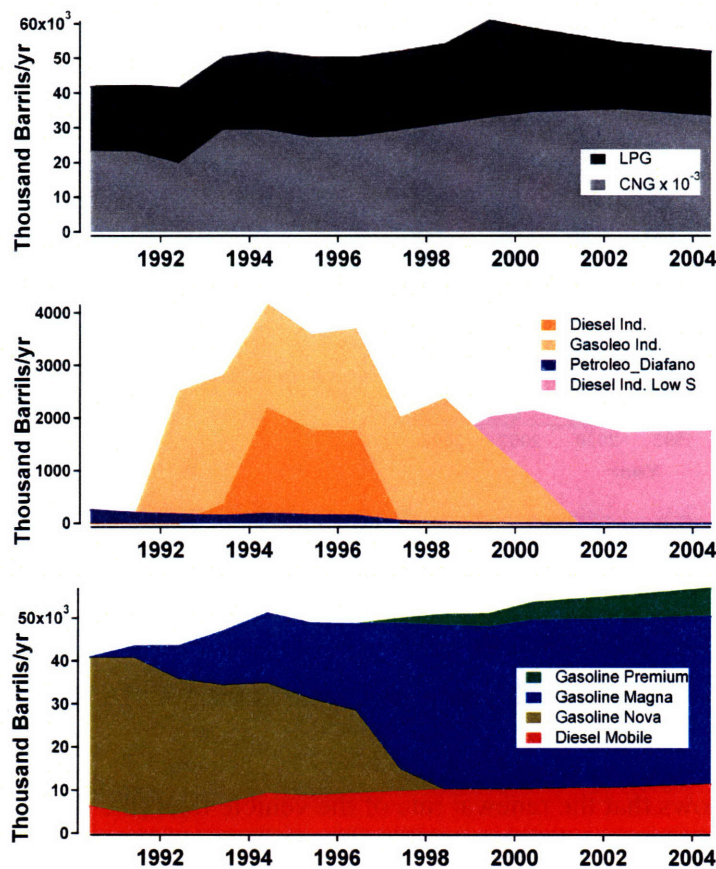 60x10³
50
40
30
20
10
0
Thousand Barrils/yr
LPG
CNG x 10⁻³
1992
1994
1996
1998
2000
2002
2004
4000
3000
2000
1000
0
Thousand Barrils/yr
Diesel Ind.
Gasoleo Ind.
Petroleo_Diafano
Diesel Ind. Low S
1992
1994
1996
1998
2000
2002
2004
50x10³
40
30
20
10
0
Thousand Barrils/yr
Gasoline Premium
Gasoline Magna
Gasoline Nova
Diesel Mobile
1992
1994
1996
1998
2000
2002
2004